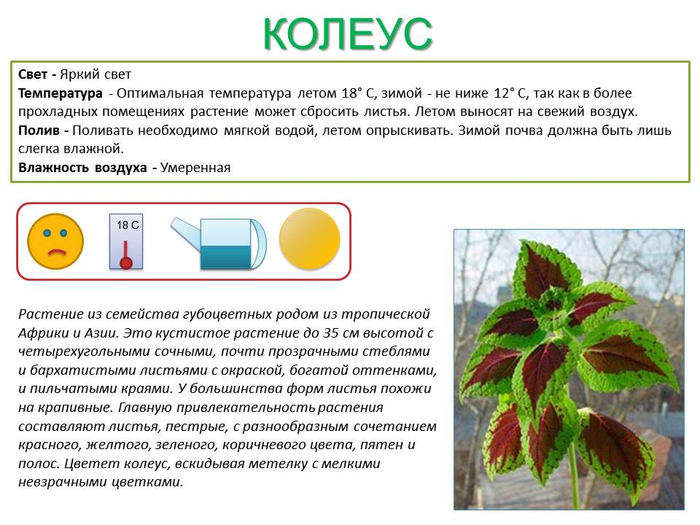 КОЛЕУС
Свет - Яркий свет
Температура - Оптимальная температура летом 18° С, зимой - не ниже 12° С, так как в более
прохладных помещениях растение может сбросить листья. Летом выносят на свежий воздух.
Полив - Поливать необходимо мягкой водой, летом опрыскивать. Зимой почва должна быть лишь
слегка влажной.
Влажность воздуха - Умеренная
18 С
Растение из семейства губоцветных родом из тропической
Африки и Азии. Это кустистое растение до 35 см высотой с
четырехугольными сочными, почти прозрачными стеблями
и бархатистыми листьями с окраской, богатой оттенками,
и пильчатыми краями. У большинства форм листья похожи
на крапивные. Главную привлекательность растения
составляют листья, пестрые, с разнообразным сочетанием
красного, желтого, зеленого, коричневого цвета, пятен и
полос. Цветет колеус, вскидывая метелку с мелкими
невзрачными цветками.